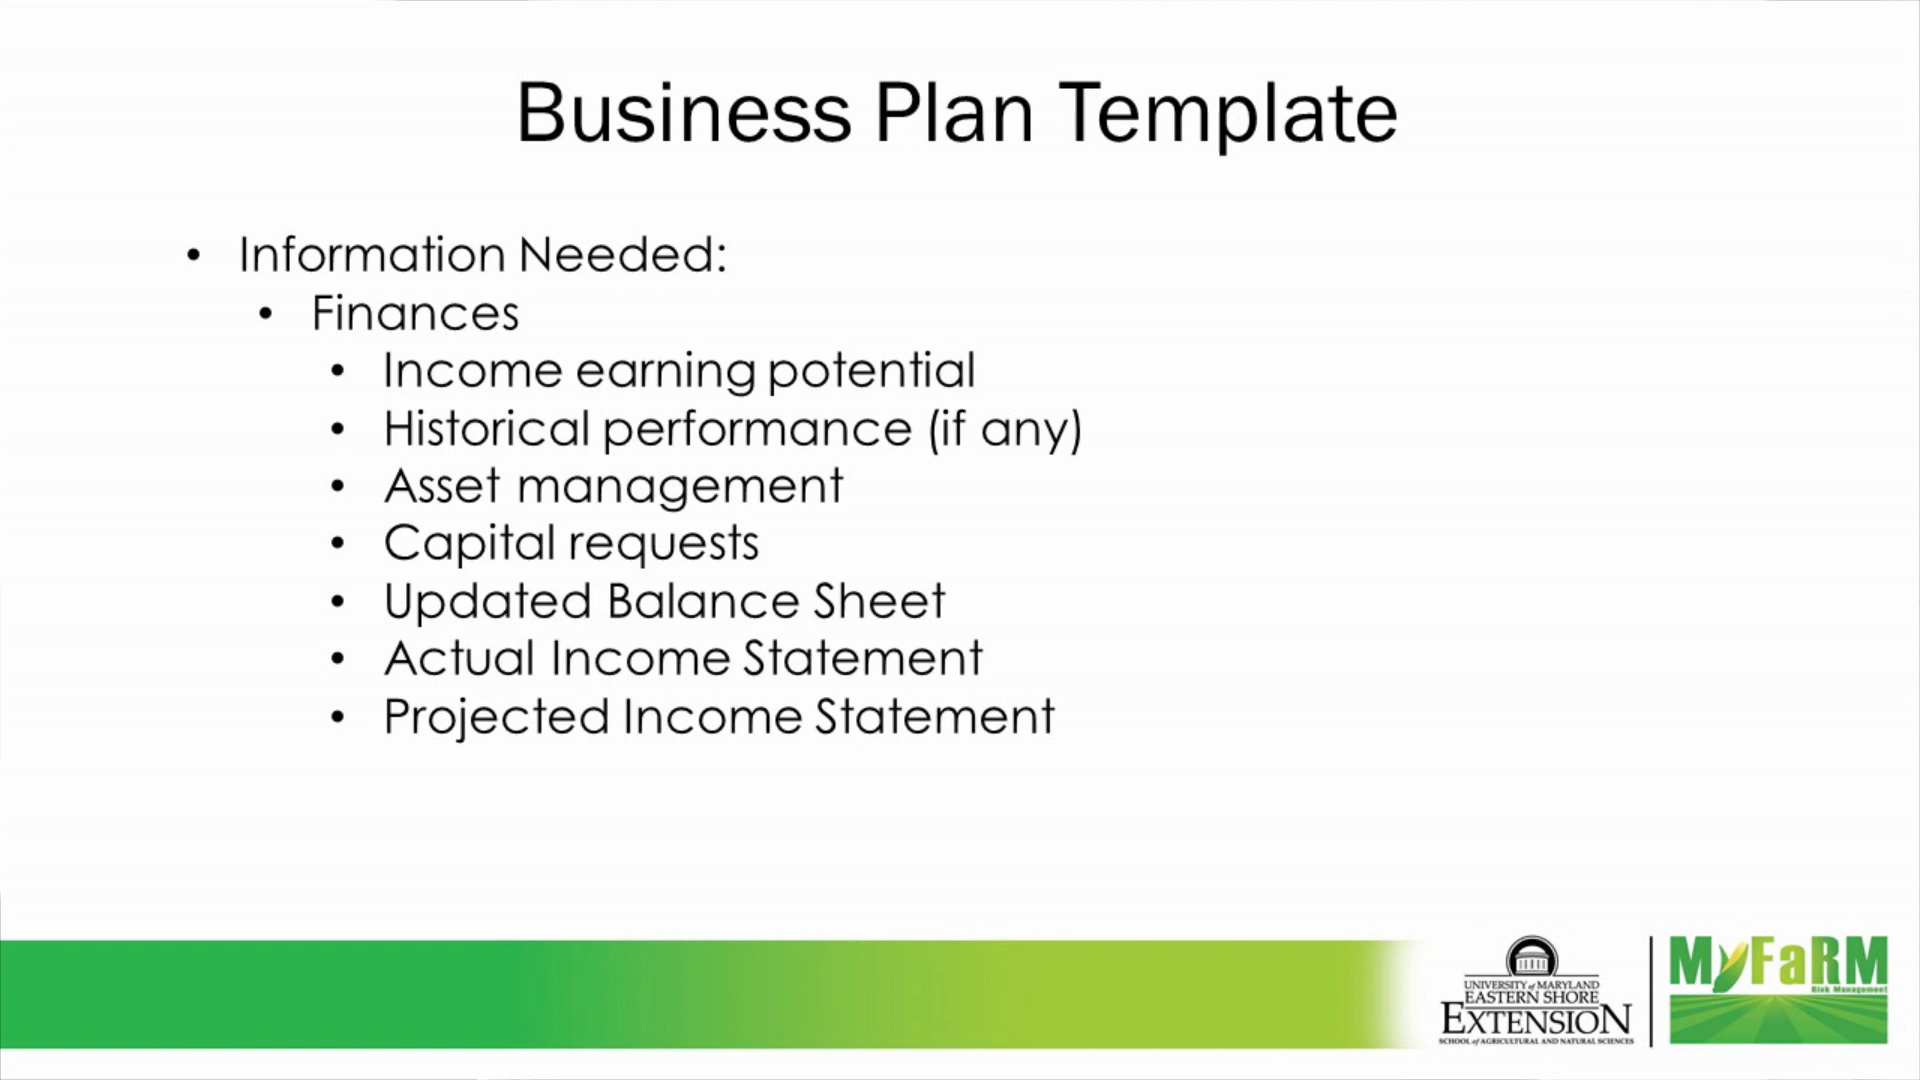 Business Plan Template
• Information Needed:
• Finances
• Income earning potential
• Historical performance (if any)
• Asset management
• Capital requests
• Updated Balance Sheet
• Actual Income Statement
• Projected Income Statement
UNIVERSITY of MARYLAND
EASTERN SHORE
EXTENSION
SCHOOL of AGRICULTURAL AND NATURAL SCIENCES
MyFaRM
Risk Management